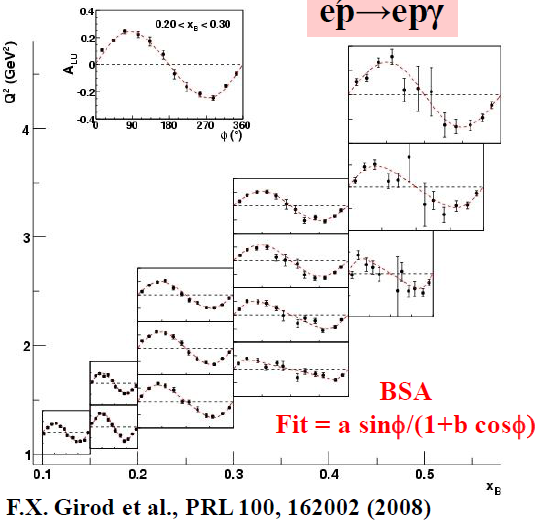 e⃗p→epγ
0.20 < x_B < 0.30
A_LU
0.4
0.2
0
-0.2
-0.4
0 90 180 270 360
ϕ (°)
Q² (GeV²)
4
3
2
1
0.1 0.2 0.3 0.4 0.5
x_B
BSA
Fit = a sinϕ/(1+b cosϕ)
F.X. Girod et al., PRL 100, 162002 (2008)